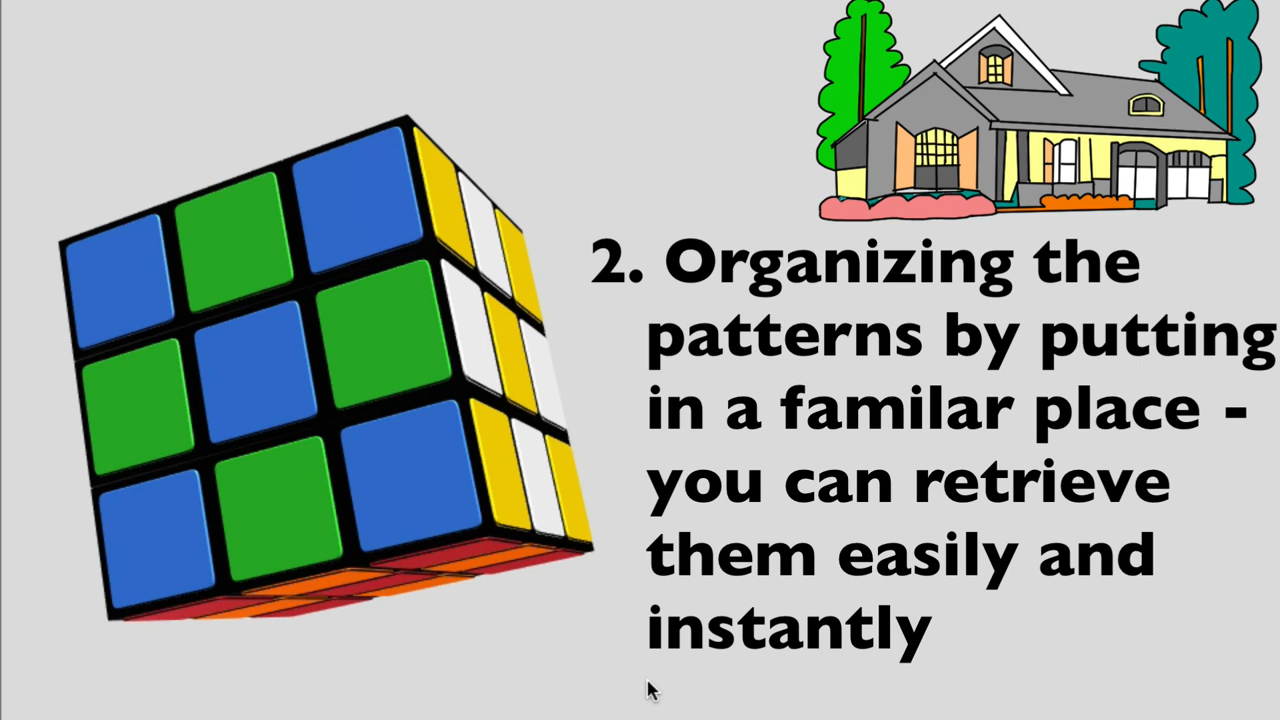 2. Organizing the
patterns by putting
in a familar place -
you can retrieve
them easily and
instantly